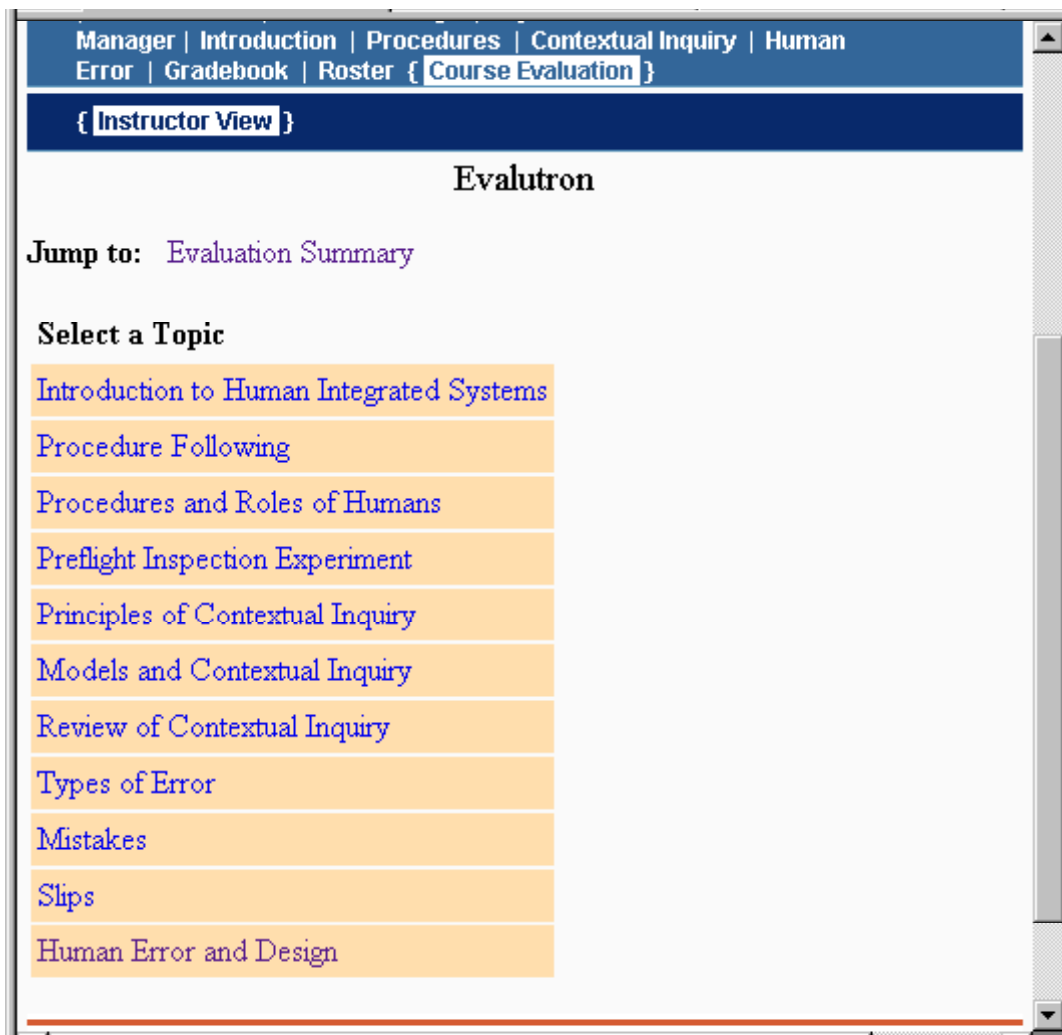 Manager | Introduction | Procedures | Contextual Inquiry | Human
Error | Gradebook | Roster { Course Evaluation }
{ Instructor View }
Evalutron
Jump to: Evaluation Summary
Select a Topic
Introduction to Human Integrated Systems
Procedure Following
Procedures and Roles of Humans
Preflight Inspection Experiment
Principles of Contextual Inquiry
Models and Contextual Inquiry
Review of Contextual Inquiry
Types of Error
Mistakes
Slips
Human Error and Design